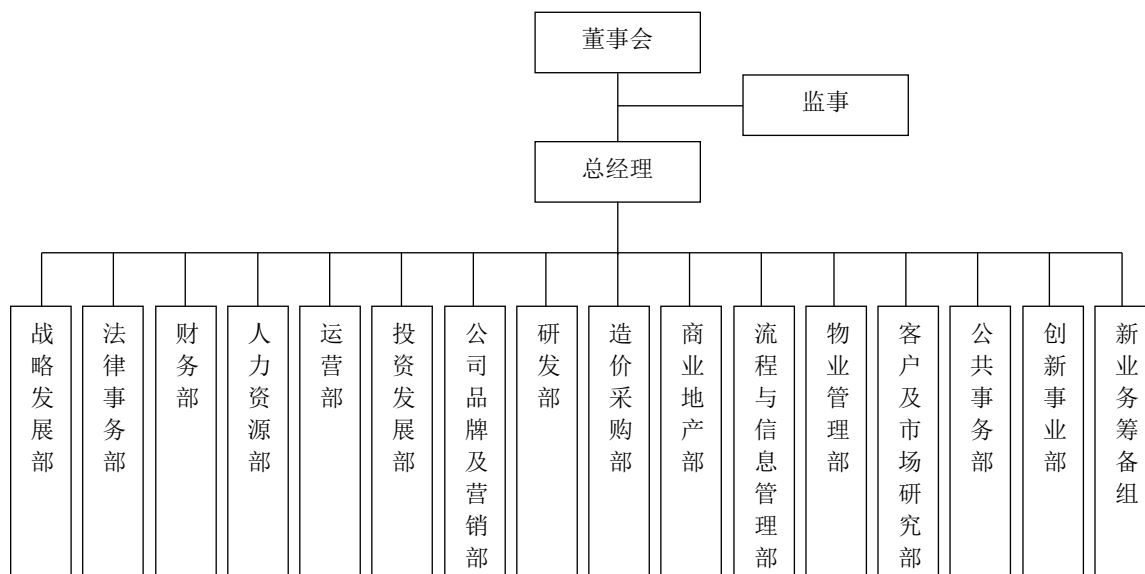 董事会
监事
总经理
战略发展部
法律事务部
财务部
人力资源部
运营部
投资发展部
公司品牌及营销部
研发部
造价采购部
商业地产部
流程与信息管理部
物业管理部
客户及市场研究部
公共事务部
创新事业部
新业务筹备组